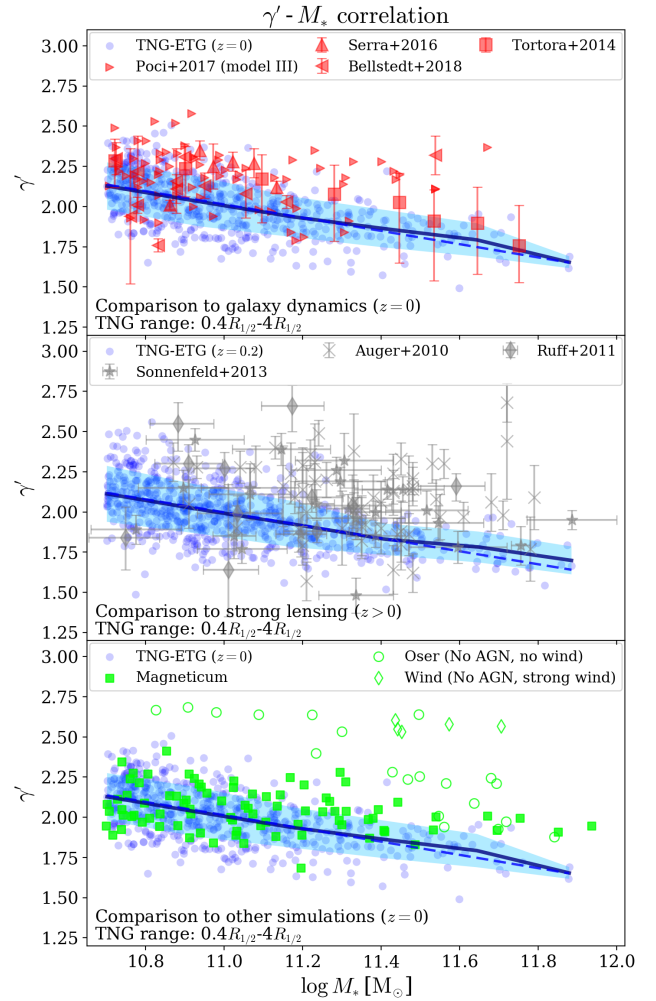 γ′ - M* correlation
TNG-ETG (z = 0) Serra+2016 Tortora+2014
Poci+2017 (model III) Bellstedt+2018
3.00
2.75
2.50
2.25
2.00
1.75
1.50
1.25
γ′
Comparison to galaxy dynamics (z = 0)
TNG range: 0.4R1/2-4R1/2
TNG-ETG (z = 0.2) Auger+2010 Ruff+2011
Sonnenfeld+2013
3.00
2.75
2.50
2.25
2.00
1.75
1.50
1.25
γ′
Comparison to strong lensing (z > 0)
TNG range: 0.4R1/2-4R1/2
TNG-ETG (z = 0) Oser (No AGN, no wind)
Magneticum Wind (No AGN, strong wind)
3.00
2.75
2.50
2.25
2.00
1.75
1.50
1.25
γ′
Comparison to other simulations (z = 0)
TNG range: 0.4R1/2-4R1/2
10.8 11.0 11.2 11.4 11.6 11.8 12.0
log M* [M⊙]